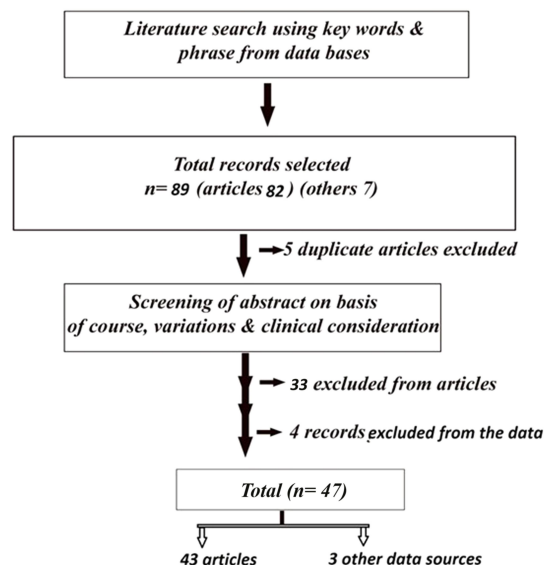 Literature search using key words &
phrase from data bases
Total records selected
n= 89 (articles 82) (others 7)
5 duplicate articles excluded
Screening of abstract on basis
of course, variations & clinical consideration
33 excluded from articles
4 records excluded from the data
Total (n= 47)
43 articles
3 other data sources